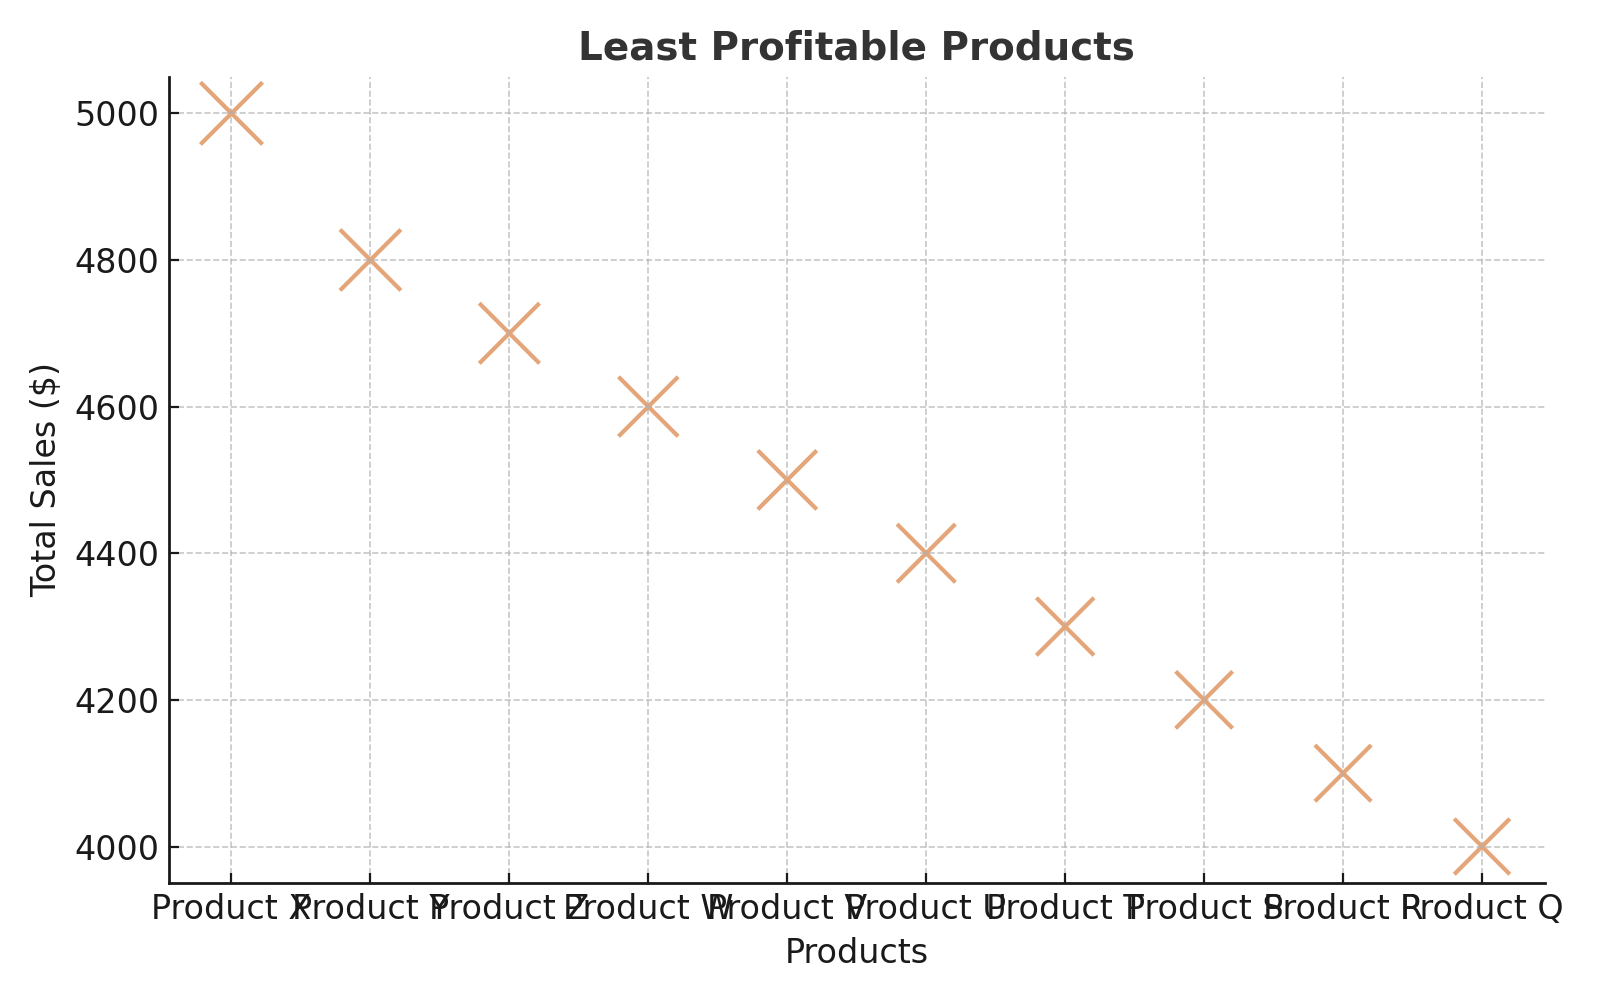 Least Profitable Products
Total Sales ($)
5000
4800
4600
4400
4200
4000
Product X Product Y Product Z Product W Product V Product U Product T Product S Product R Product Q
Products